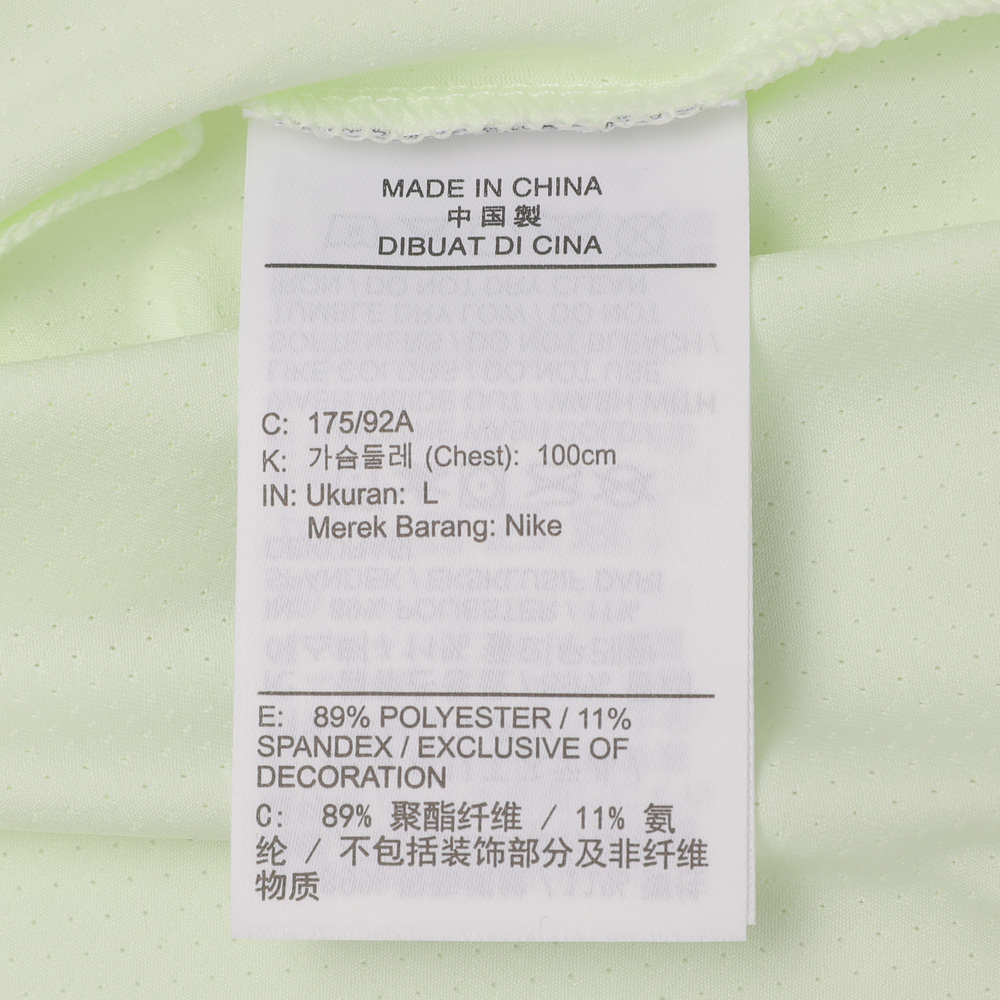 MADE IN CHINA
中国製
DIBUAT DI CINA
C: 175/92A
K: 가슴둘레 (Chest): 100cm
IN: Ukuran: L
Merek Barang: Nike
E: 89% POLYESTER / 11%
SPANDEX / EXCLUSIVE OF
DECORATION
C: 89% 聚酯纤维 / 11% 氨
纶 / 不包括装饰部分及非纤维
物质